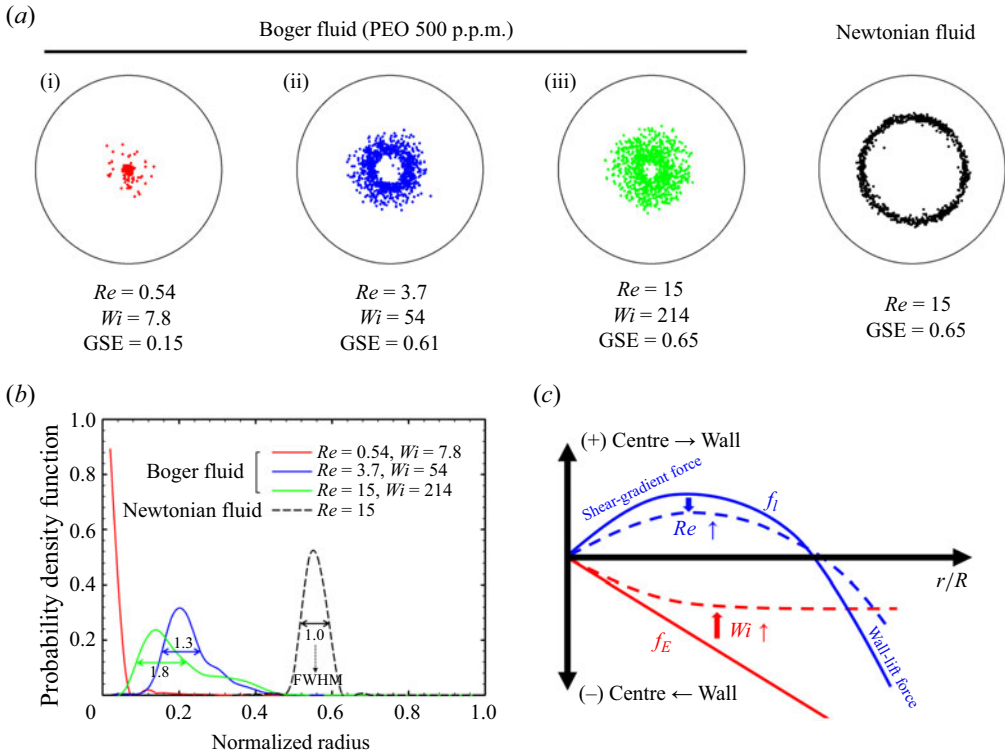 (a)
Boger fluid (PEO 500 p.p.m.)
Newtonian fluid
(i)
(ii)
(iii)
Re = 0.54
Wi = 7.8
GSE = 0.15
Re = 3.7
Wi = 54
GSE = 0.61
Re = 15
Wi = 214
GSE = 0.65
Re = 15
GSE = 0.65
(b)
1.0
0.8
0.6
0.4
0.2
0
0.2
0.4
0.6
0.8
1.0
Probability density function
Normalized radius
Boger fluid
Re = 0.54, Wi = 7.8
Re = 3.7, Wi = 54
Re = 15, Wi = 214
Newtonian fluid
Re = 15
1.3
1.8
1.0
FWHM
(c)
(+) Centre → Wall
Shear-gradient force
f_I
Re ↑
r/R
f_E
Wi ↑
Wall-lift force
(–) Centre ← Wall